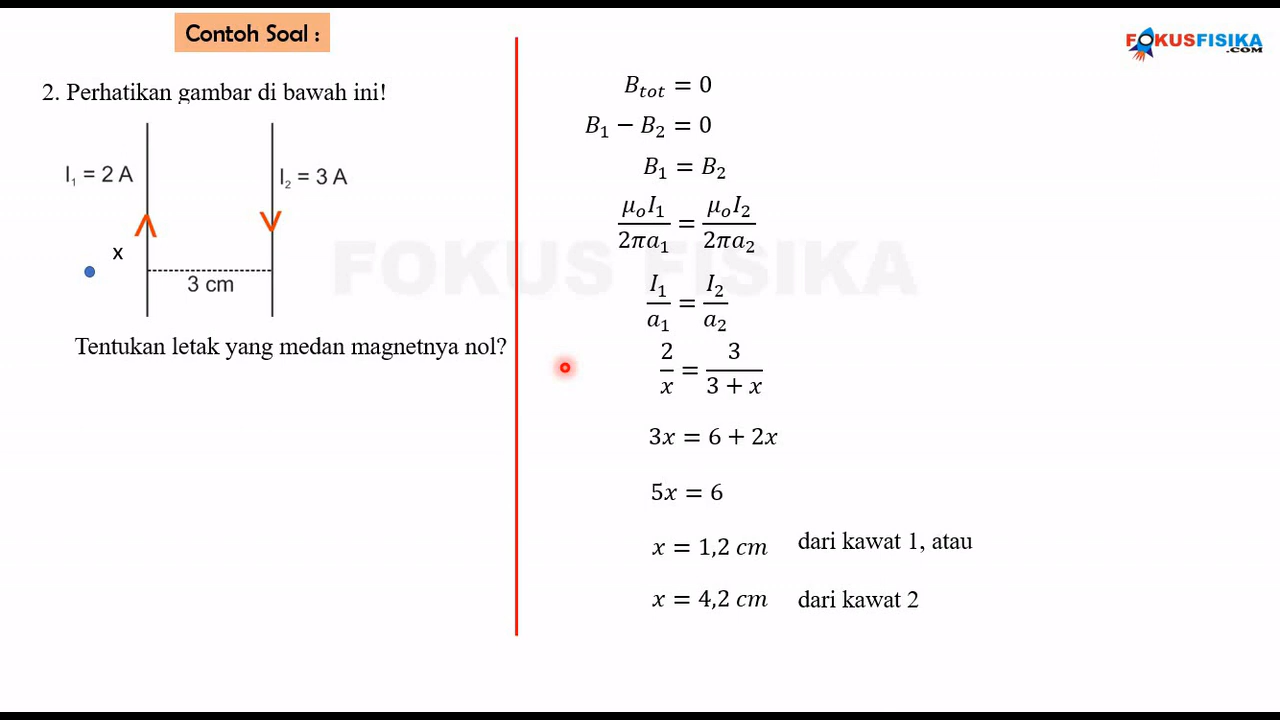 Contoh Soal :
FOKUSFISIKA
.COM
2. Perhatikan gambar di bawah ini!
I₁ = 2 A
I₂ = 3 A
x
3 cm
Tentukan letak yang medan magnetnya nol?
FOKUS FISIKA
B_tot = 0
B₁ − B₂ = 0
B₁ = B₂
μₒI₁/2πa₁ = μₒI₂/2πa₂
I₁/a₁ = I₂/a₂
2/x = 3/(3 + x)
3x = 6 + 2x
5x = 6
x = 1,2 cm dari kawat 1, atau
x = 4,2 cm dari kawat 2